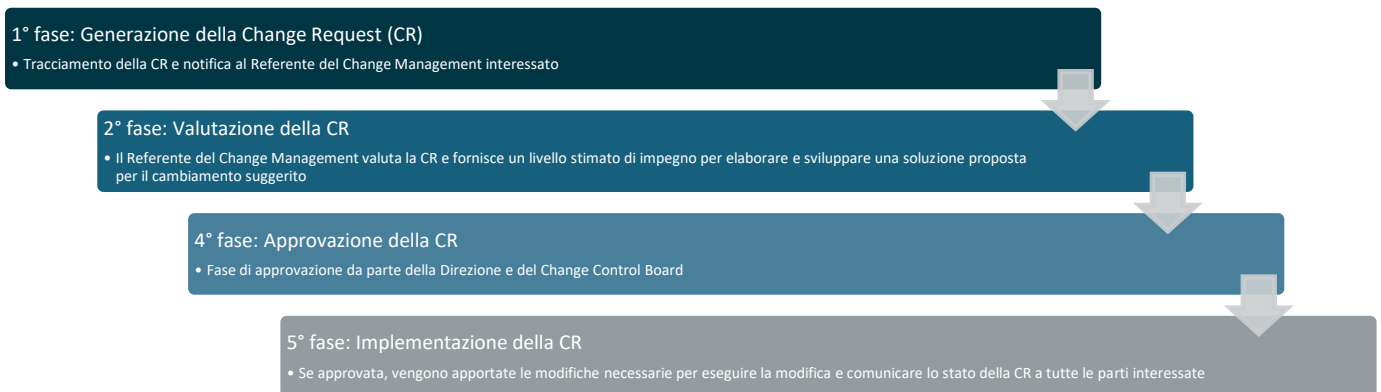 1° fase: Generazione della Change Request (CR)
• Tracciamento della CR e notifica al Referente del Change Management interessato
2° fase: Valutazione della CR
• Il Referente del Change Management valuta la CR e fornisce un livello stimato di impegno per elaborare e sviluppare una soluzione proposta
per il cambiamento suggerito
4° fase: Approvazione della CR
• Fase di approvazione da parte della Direzione e del Change Control Board
5° fase: Implementazione della CR
• Se approvata, vengono apportate le modifiche necessarie per eseguire la modifica e comunicare lo stato della CR a tutte le parti interessate